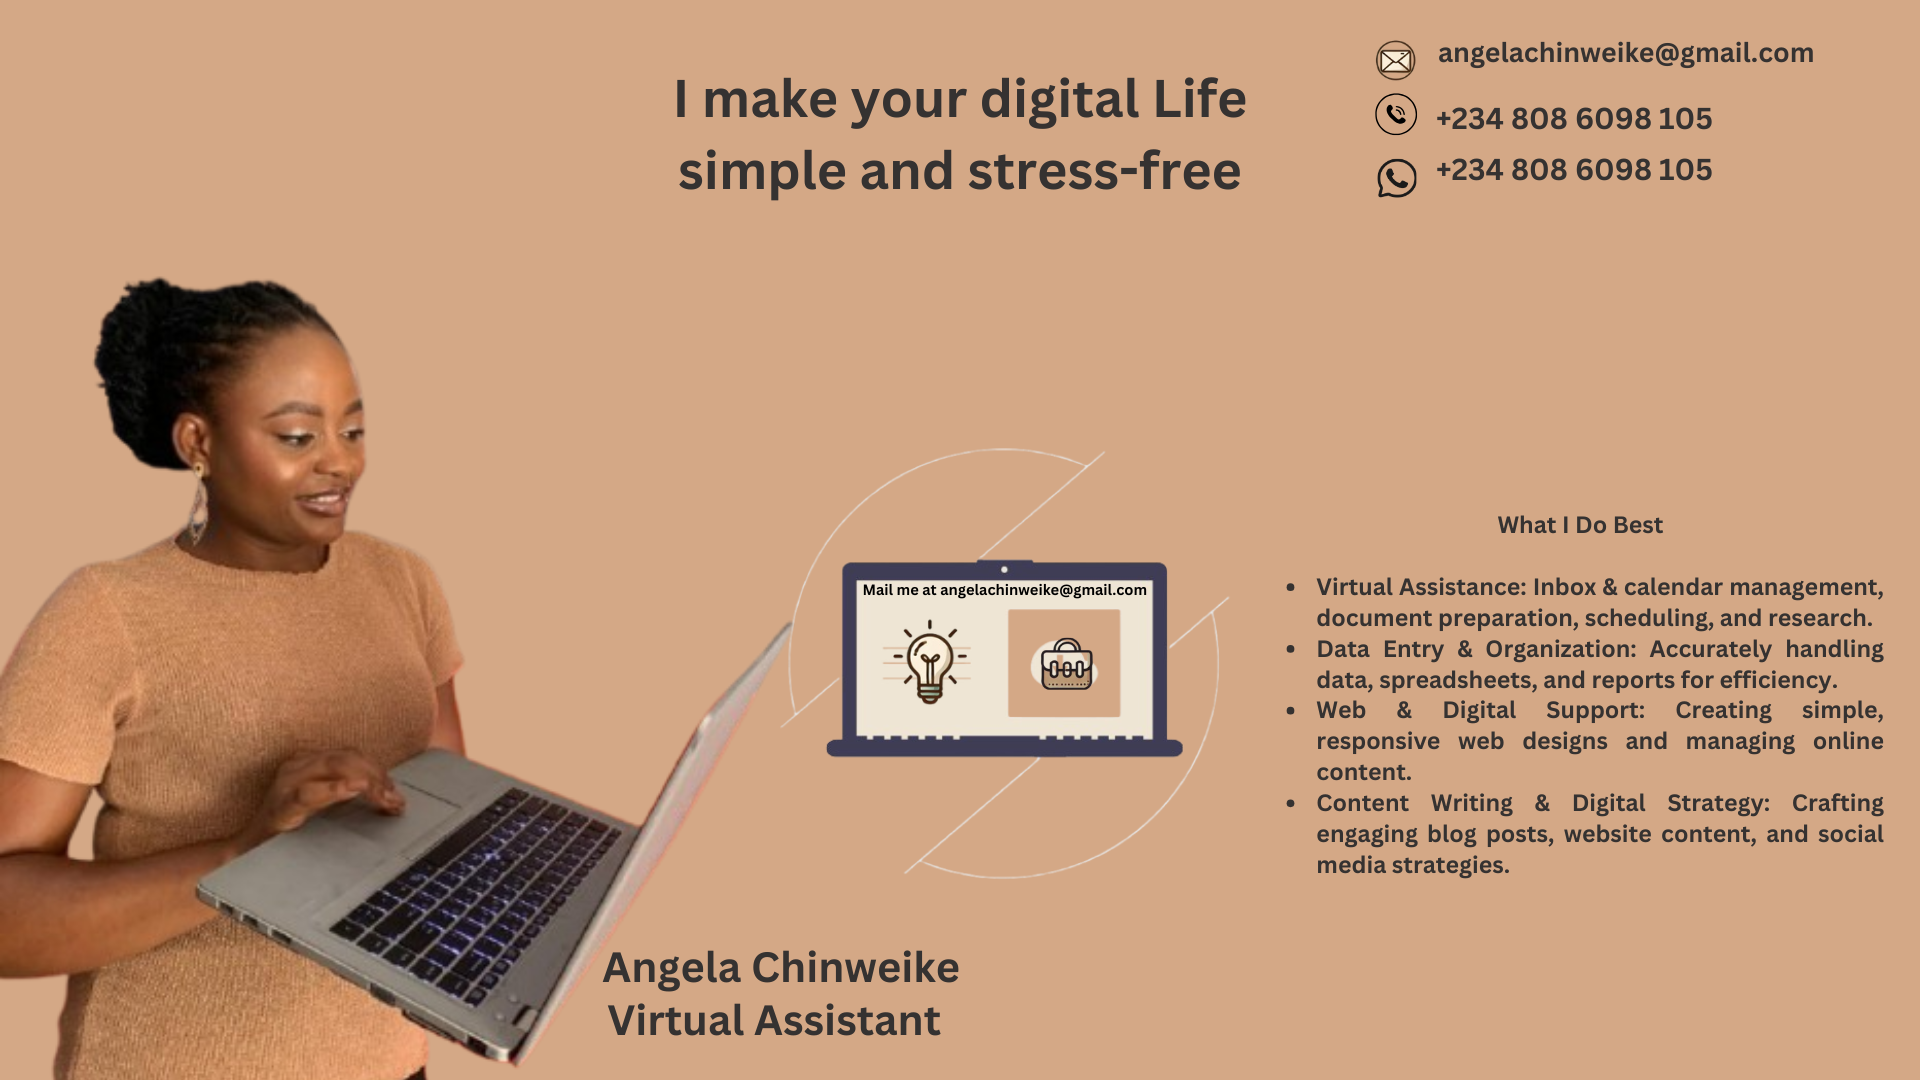 I make your digital Life
simple and stress-free
angelachinweike@gmail.com
+234 808 6098 105
+234 808 6098 105
Mail me at angelachinweike@gmail.com
What I Do Best
• Virtual Assistance: Inbox & calendar management,
document preparation, scheduling, and research.
• Data Entry & Organization: Accurately handling
data, spreadsheets, and reports for efficiency.
• Web & Digital Support: Creating simple,
responsive web designs and managing online
content.
• Content Writing & Digital Strategy: Crafting
engaging blog posts, website content, and social
media strategies.
Angela Chinweike
Virtual Assistant